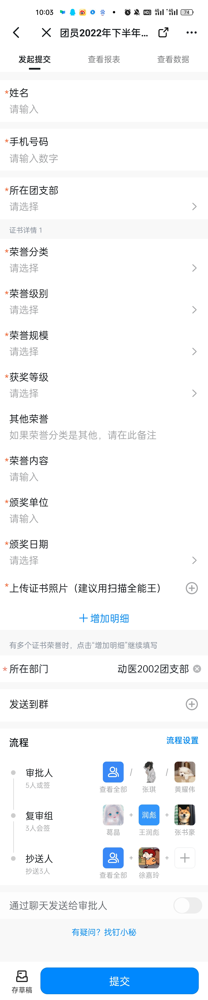 10:03
HD2 4G 4G 74
团员2022年下半年...
发起提交 查看报表 查看数据
*姓名
请输入
*手机号码
请输入数字
*所在团支部
请选择
证书详情 1
*荣誉分类
请选择
*荣誉级别
请选择
*荣誉规模
请选择
*获奖等级
请选择
其他荣誉
如果荣誉分类是其他，请在此备注
*荣誉内容
请输入
*颁奖单位
请输入
*颁奖日期
请选择
*上传证书照片（建议用扫描全能王）
+增加明细
有多个证书荣誉时，点击“增加明细”继续填写
*所在部门 动医2002团支部
发送到群
流程 流程设置
审批人 / /
5人或签 查看全部 张琪 黄耀伟
复审组 + 润彪 +
3人会签 葛晶 王润彪 张书豪
抄送人 + + +
抄送3人 查看全部 徐嘉玲
通过聊天发送给审批人
有疑问？找钉小秘
存草稿 提交